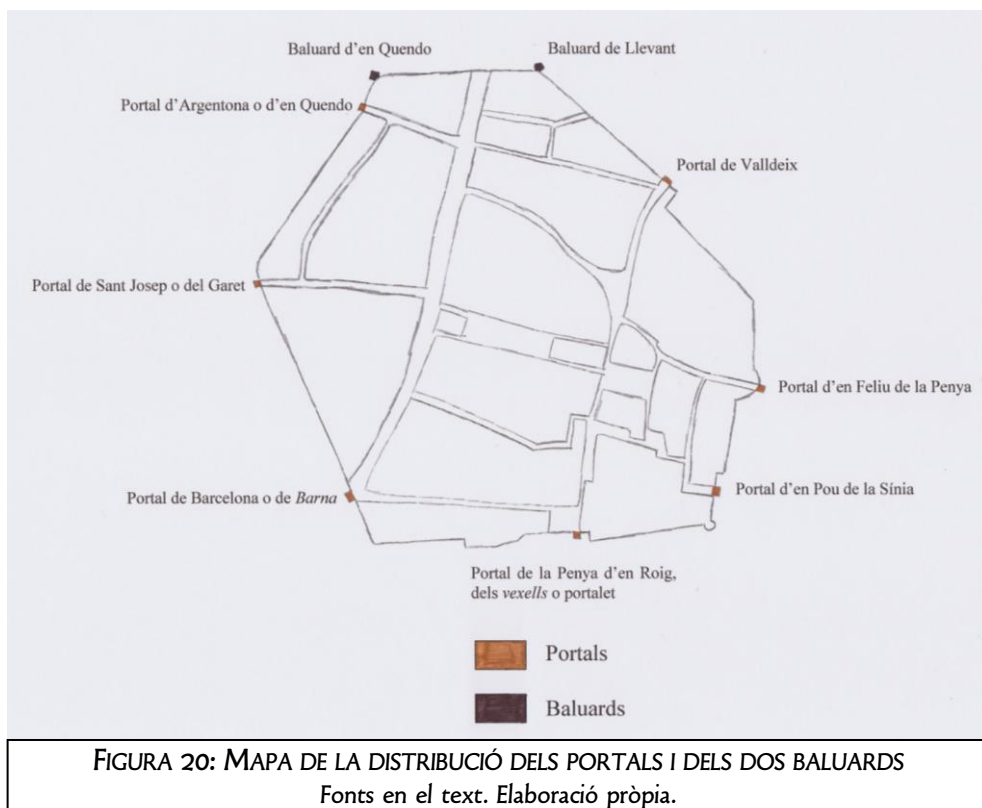 Baluard d'en Quendo
Baluard de Llevant
Portal d'Argentona o d'en Quendo
Portal de Valldeix
Portal de Sant Josep o del Garet
Portal d'en Feliu de la Penya
Portal de Barcelona o de Barna
Portal d'en Pou de la Sínia
Portal de la Penya d'en Roig,
dels vexells o portalet
Portals
Baluards
FIGURA 20: MAPA DE LA DISTRIBUCIÓ DELS PORTALS I DELS DOS BALUARDS
Fonts en el text. Elaboració pròpia.